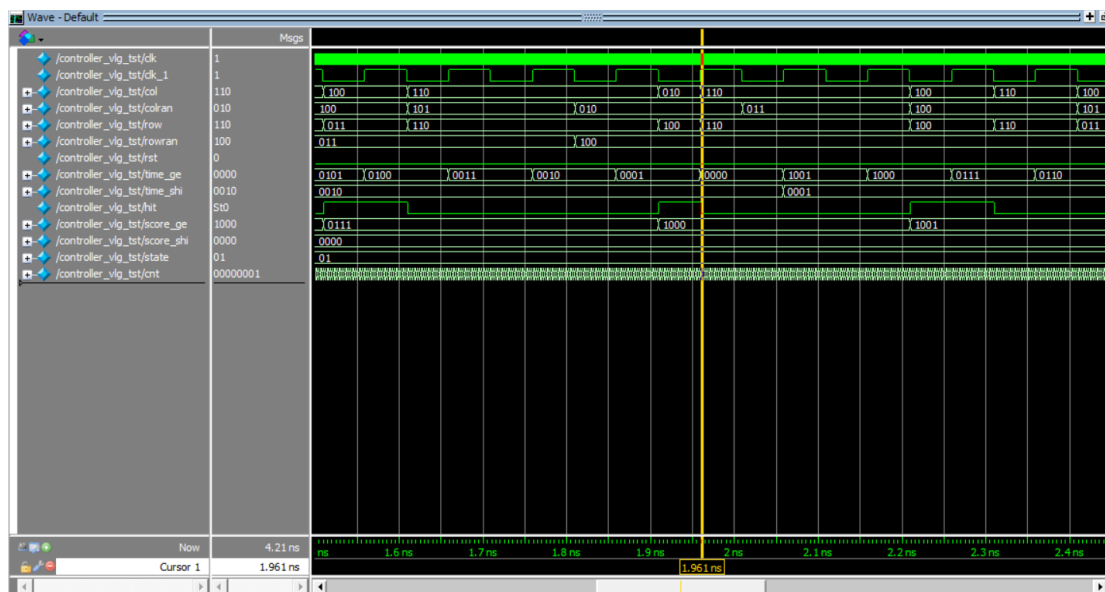 Wave - Default
Msgs
/controller_vlg_tst/clk 1
/controller_vlg_tst/clk_1 1
/controller_vlg_tst/col 110 100 110 010 110 100 110 100
/controller_vlg_tst/colran 010 100 101 010 011 100 101
/controller_vlg_tst/row 110 011 110 100 110 100 110 011
/controller_vlg_tst/rowran 100 011 100
/controller_vlg_tst/rst 0
/controller_vlg_tst/time_ge 0000 0101 0100 0011 0010 0001 0000 1001 1000 0111 0110
/controller_vlg_tst/time_shi 0010 0010 0001
/controller_vlg_tst/hit St0
/controller_vlg_tst/score_ge 1000 0111 1000 1001
/controller_vlg_tst/score_shi 0000 0000
/controller_vlg_tst/state 01 01
/controller_vlg_tst/cnt 00000001
Now 4.21 ns ns 1.6 ns 1.7 ns 1.8 ns 1.9 ns 2 ns 2.1 ns 2.2 ns 2.3 ns 2.4 ns
Cursor 1 1.961 ns 1.961 ns